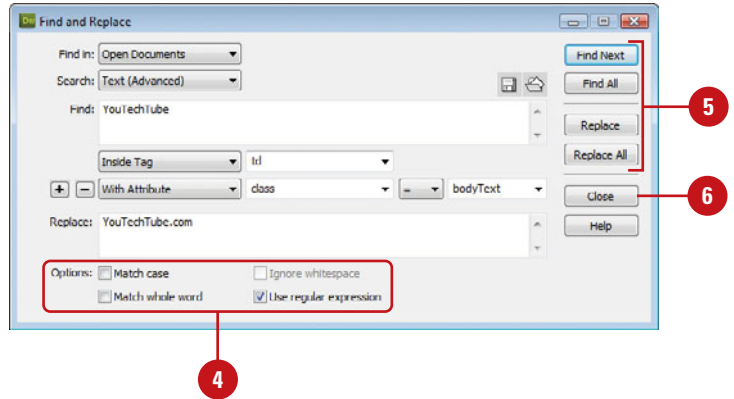 Dw Find and Replace
Find in: Open Documents Find Next
Search: Text (Advanced) Find All
Find: YouTechTube
5
Replace
Inside Tag td Replace All
+ - With Attribute class = bodyText Close
6
Replace: YouTechTube.com Help
Options: Match case Ignore whitespace
Match whole word Use regular expression
4